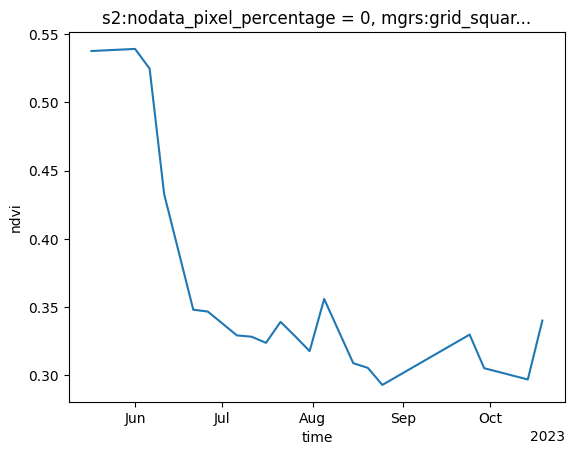 s2:nodata_pixel_percentage = 0, mgrs:grid_squar...
0.55
0.50
0.45
0.40
0.35
0.30
ndvi
Jun Jul Aug Sep Oct
time
2023